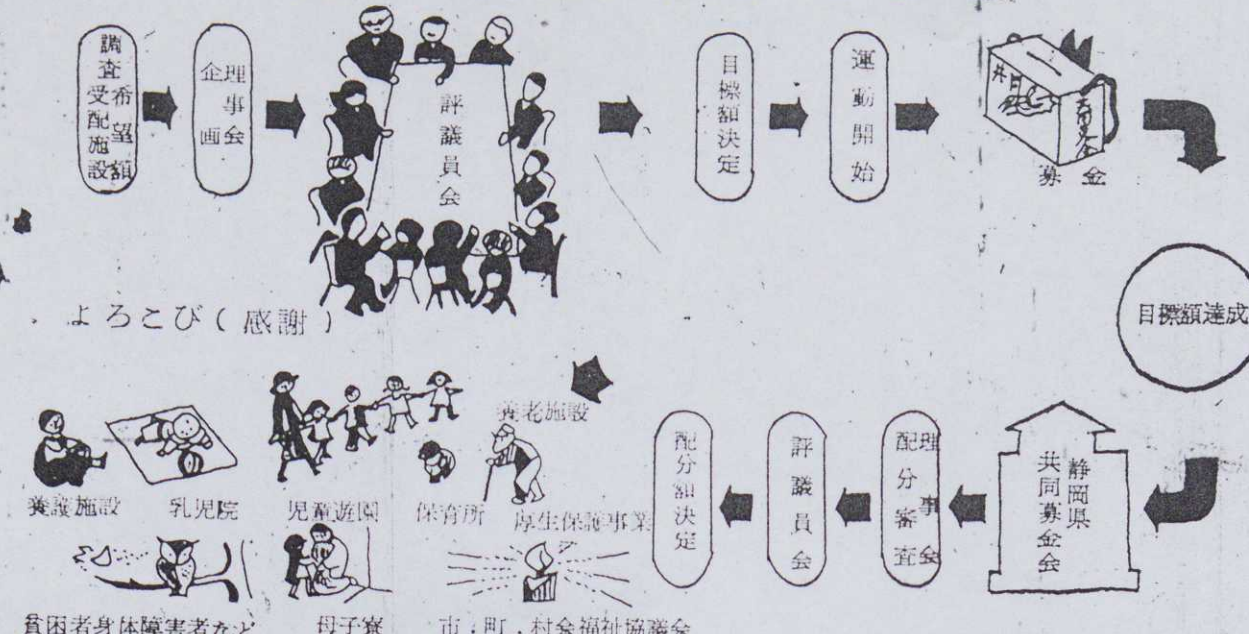 調査希望額
受配施設
理事会
企画
評議員会
目標額決定
運動開始
募金
目標額達成
静岡県
共同募金会
理事会
配分審査
評議員会
配分額決定
よろこび(感謝)
養老施設
養護施設
乳児院
児童遊園
保育所
厚生保護事業
貧困者身体障害者など
母子寮
市.町.村会福祉協議会